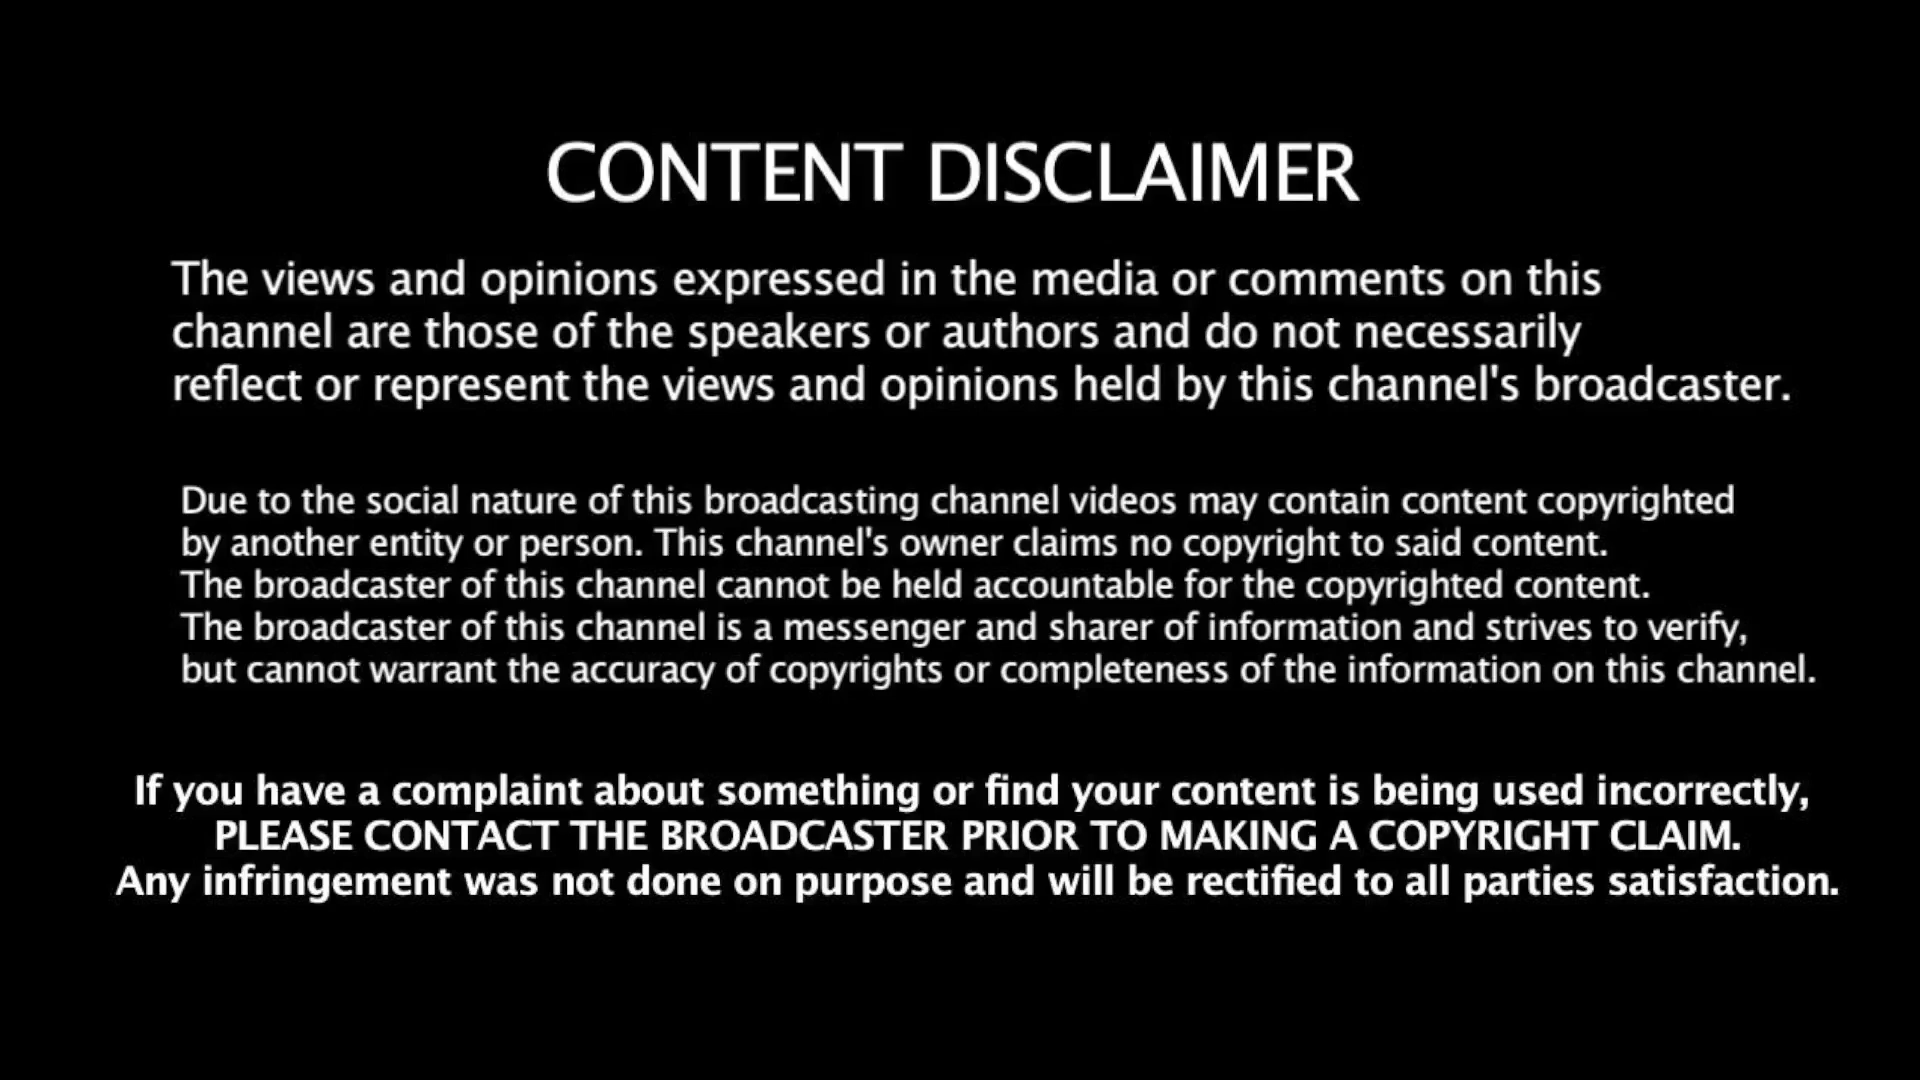 CONTENT DISCLAIMER
The views and opinions expressed in the media or comments on this
channel are those of the speakers or authors and do not necessarily
reflect or represent the views and opinions held by this channel's broadcaster.
Due to the social nature of this broadcasting channel videos may contain content copyrighted
by another entity or person. This channel's owner claims no copyright to said content.
The broadcaster of this channel cannot be held accountable for the copyrighted content.
The broadcaster of this channel is a messenger and sharer of information and strives to verify,
but cannot warrant the accuracy of copyrights or completeness of the information on this channel.
If you have a complaint about something or find your content is being used incorrectly,
PLEASE CONTACT THE BROADCASTER PRIOR TO MAKING A COPYRIGHT CLAIM.
Any infringement was not done on purpose and will be rectified to all parties satisfaction.